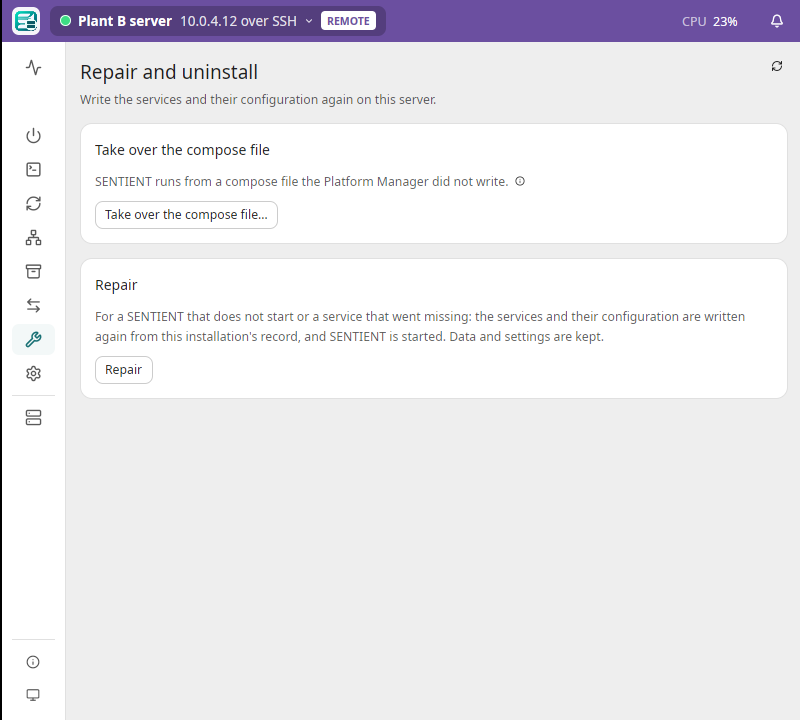 Plant B server 10.0.4.12 over SSH REMOTE CPU 23%
Repair and uninstall
Write the services and their configuration again on this server.
Take over the compose file
SENTIENT runs from a compose file the Platform Manager did not write.
Take over the compose file...
Repair
For a SENTIENT that does not start or a service that went missing: the services and their configuration are written
again from this installation's record, and SENTIENT is started. Data and settings are kept.
Repair